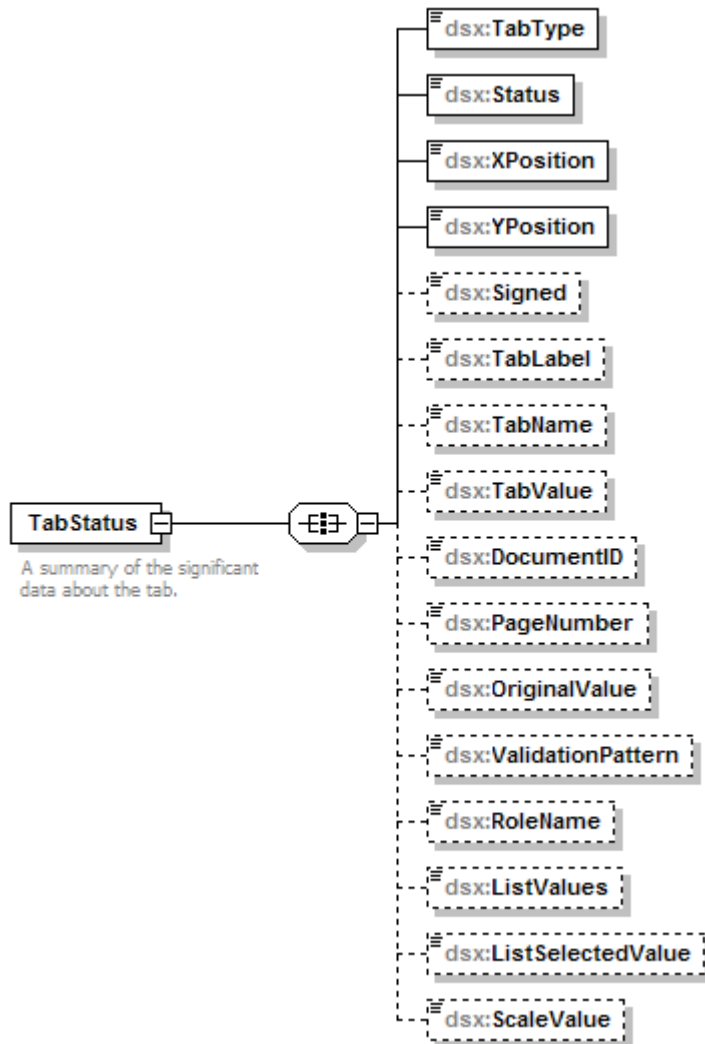 dsx:TabType
dsx:Status
dsx:XPosition
dsx:YPosition
dsx:Signed
dsx:TabLabel
dsx:TabName
dsx:TabValue
TabStatus
A summary of the significant
data about the tab.
dsx:DocumentID
dsx:PageNumber
dsx:OriginalValue
dsx:ValidationPattern
dsx:RoleName
dsx:ListValues
dsx:ListSelectedValue
dsx:ScaleValue